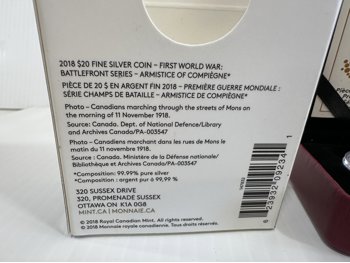 2018 $20 FINE SILVER COIN – FIRST WORLD WAR:
BATTLEFRONT SERIES – ARMISTICE OF COMPIÈGNE*
PIÈCE DE 20 $ EN ARGENT FIN 2018 – PREMIÈRE GUERRE MONDIALE :
SÉRIE CHAMPS DE BATAILLE – ARMISTICE DE COMPIÈGNE*
Photo – Canadians marching through the streets of Mons on
the morning of 11 November 1918.
Source: Canada. Dept. of National Defence/Library
and Archives Canada/PA-003547
Photo – Canadiens marchant dans les rues de Mons le
matin du 11 novembre 1918.
Source : Canada. Ministère de la Défense nationale/
Bibliothèque et Archives Canada/PA-003547
*Composition: 99.99% pure silver
*Composition : argent pur à 99,99 %
320 SUSSEX DRIVE
320, PROMENADE SUSSEX
OTTAWA ON K1A 0G8
MINT.CA | MONNAIE.CA
© 2018 Royal Canadian Mint. All rights reserved.
© 2018 Monnaie royale canadienne. Tous droits réservés.